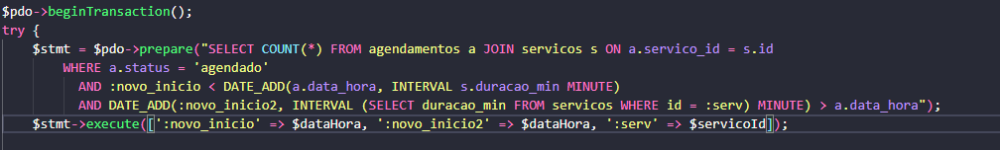 $pdo->beginTransaction();
try {
    $stmt = $pdo->prepare("SELECT COUNT(*) FROM agendamentos a JOIN servicos s ON a.servico_id = s.id
        WHERE a.status = 'agendado'
          AND :novo_inicio < DATE_ADD(a.data_hora, INTERVAL s.duracao_min MINUTE)
          AND DATE_ADD(:novo_inicio2, INTERVAL (SELECT duracao_min FROM servicos WHERE id = :serv) MINUTE) > a.data_hora");
    $stmt->execute([':novo_inicio' => $dataHora, ':novo_inicio2' => $dataHora, ':serv' => $servicoId]);